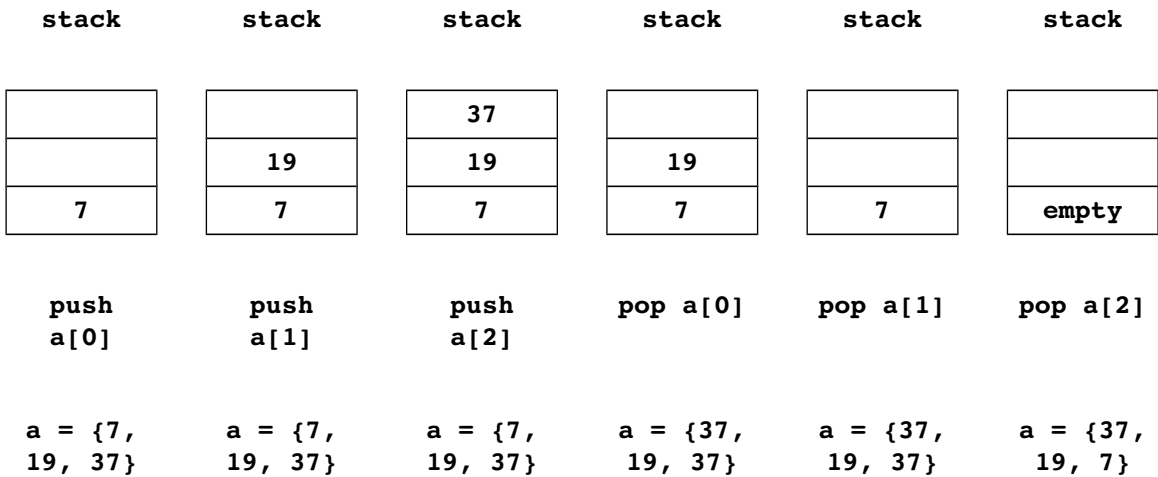 stack stack stack stack stack stack
37
19 19 19
7 7 7 7 7 empty
push push push pop a[0] pop a[1] pop a[2]
a[0] a[1] a[2]
a = {7, a = {7, a = {7, a = {37, a = {37, a = {37,
19, 37} 19, 37} 19, 37} 19, 37} 19, 37} 19, 7}